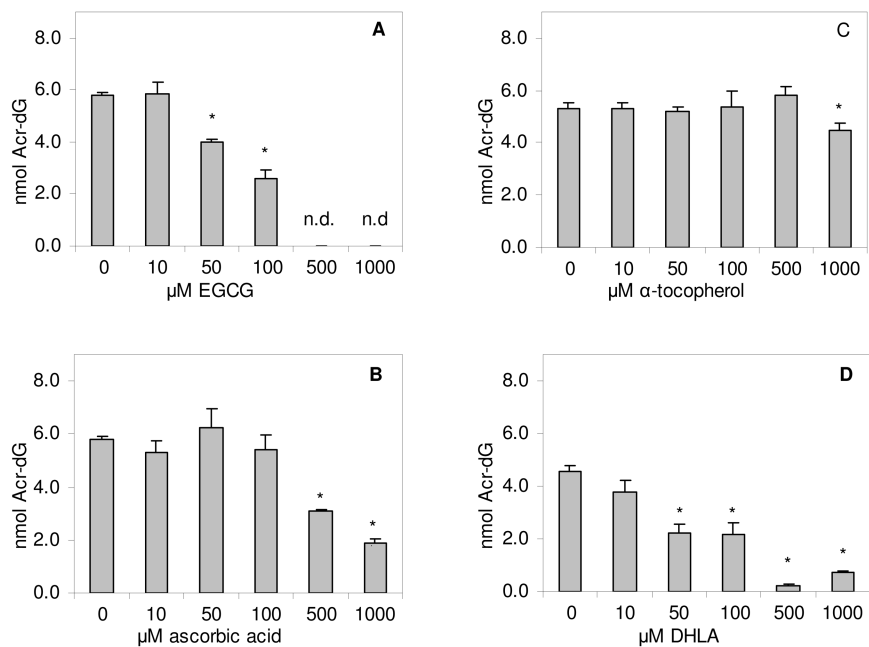 A
8.0
6.0
4.0
2.0
0.0
nmol Acr-dG
*
*
n.d.
n.d
0 10 50 100 500 1000
µM EGCG
C
8.0
6.0
4.0
2.0
0.0
nmol Acr-dG
*
0 10 50 100 500 1000
µM α-tocopherol
B
8.0
6.0
4.0
2.0
0.0
nmol Acr-dG
*
*
0 10 50 100 500 1000
µM ascorbic acid
D
8.0
6.0
4.0
2.0
0.0
nmol Acr-dG
*
*
*
*
0 10 50 100 500 1000
µM DHLA